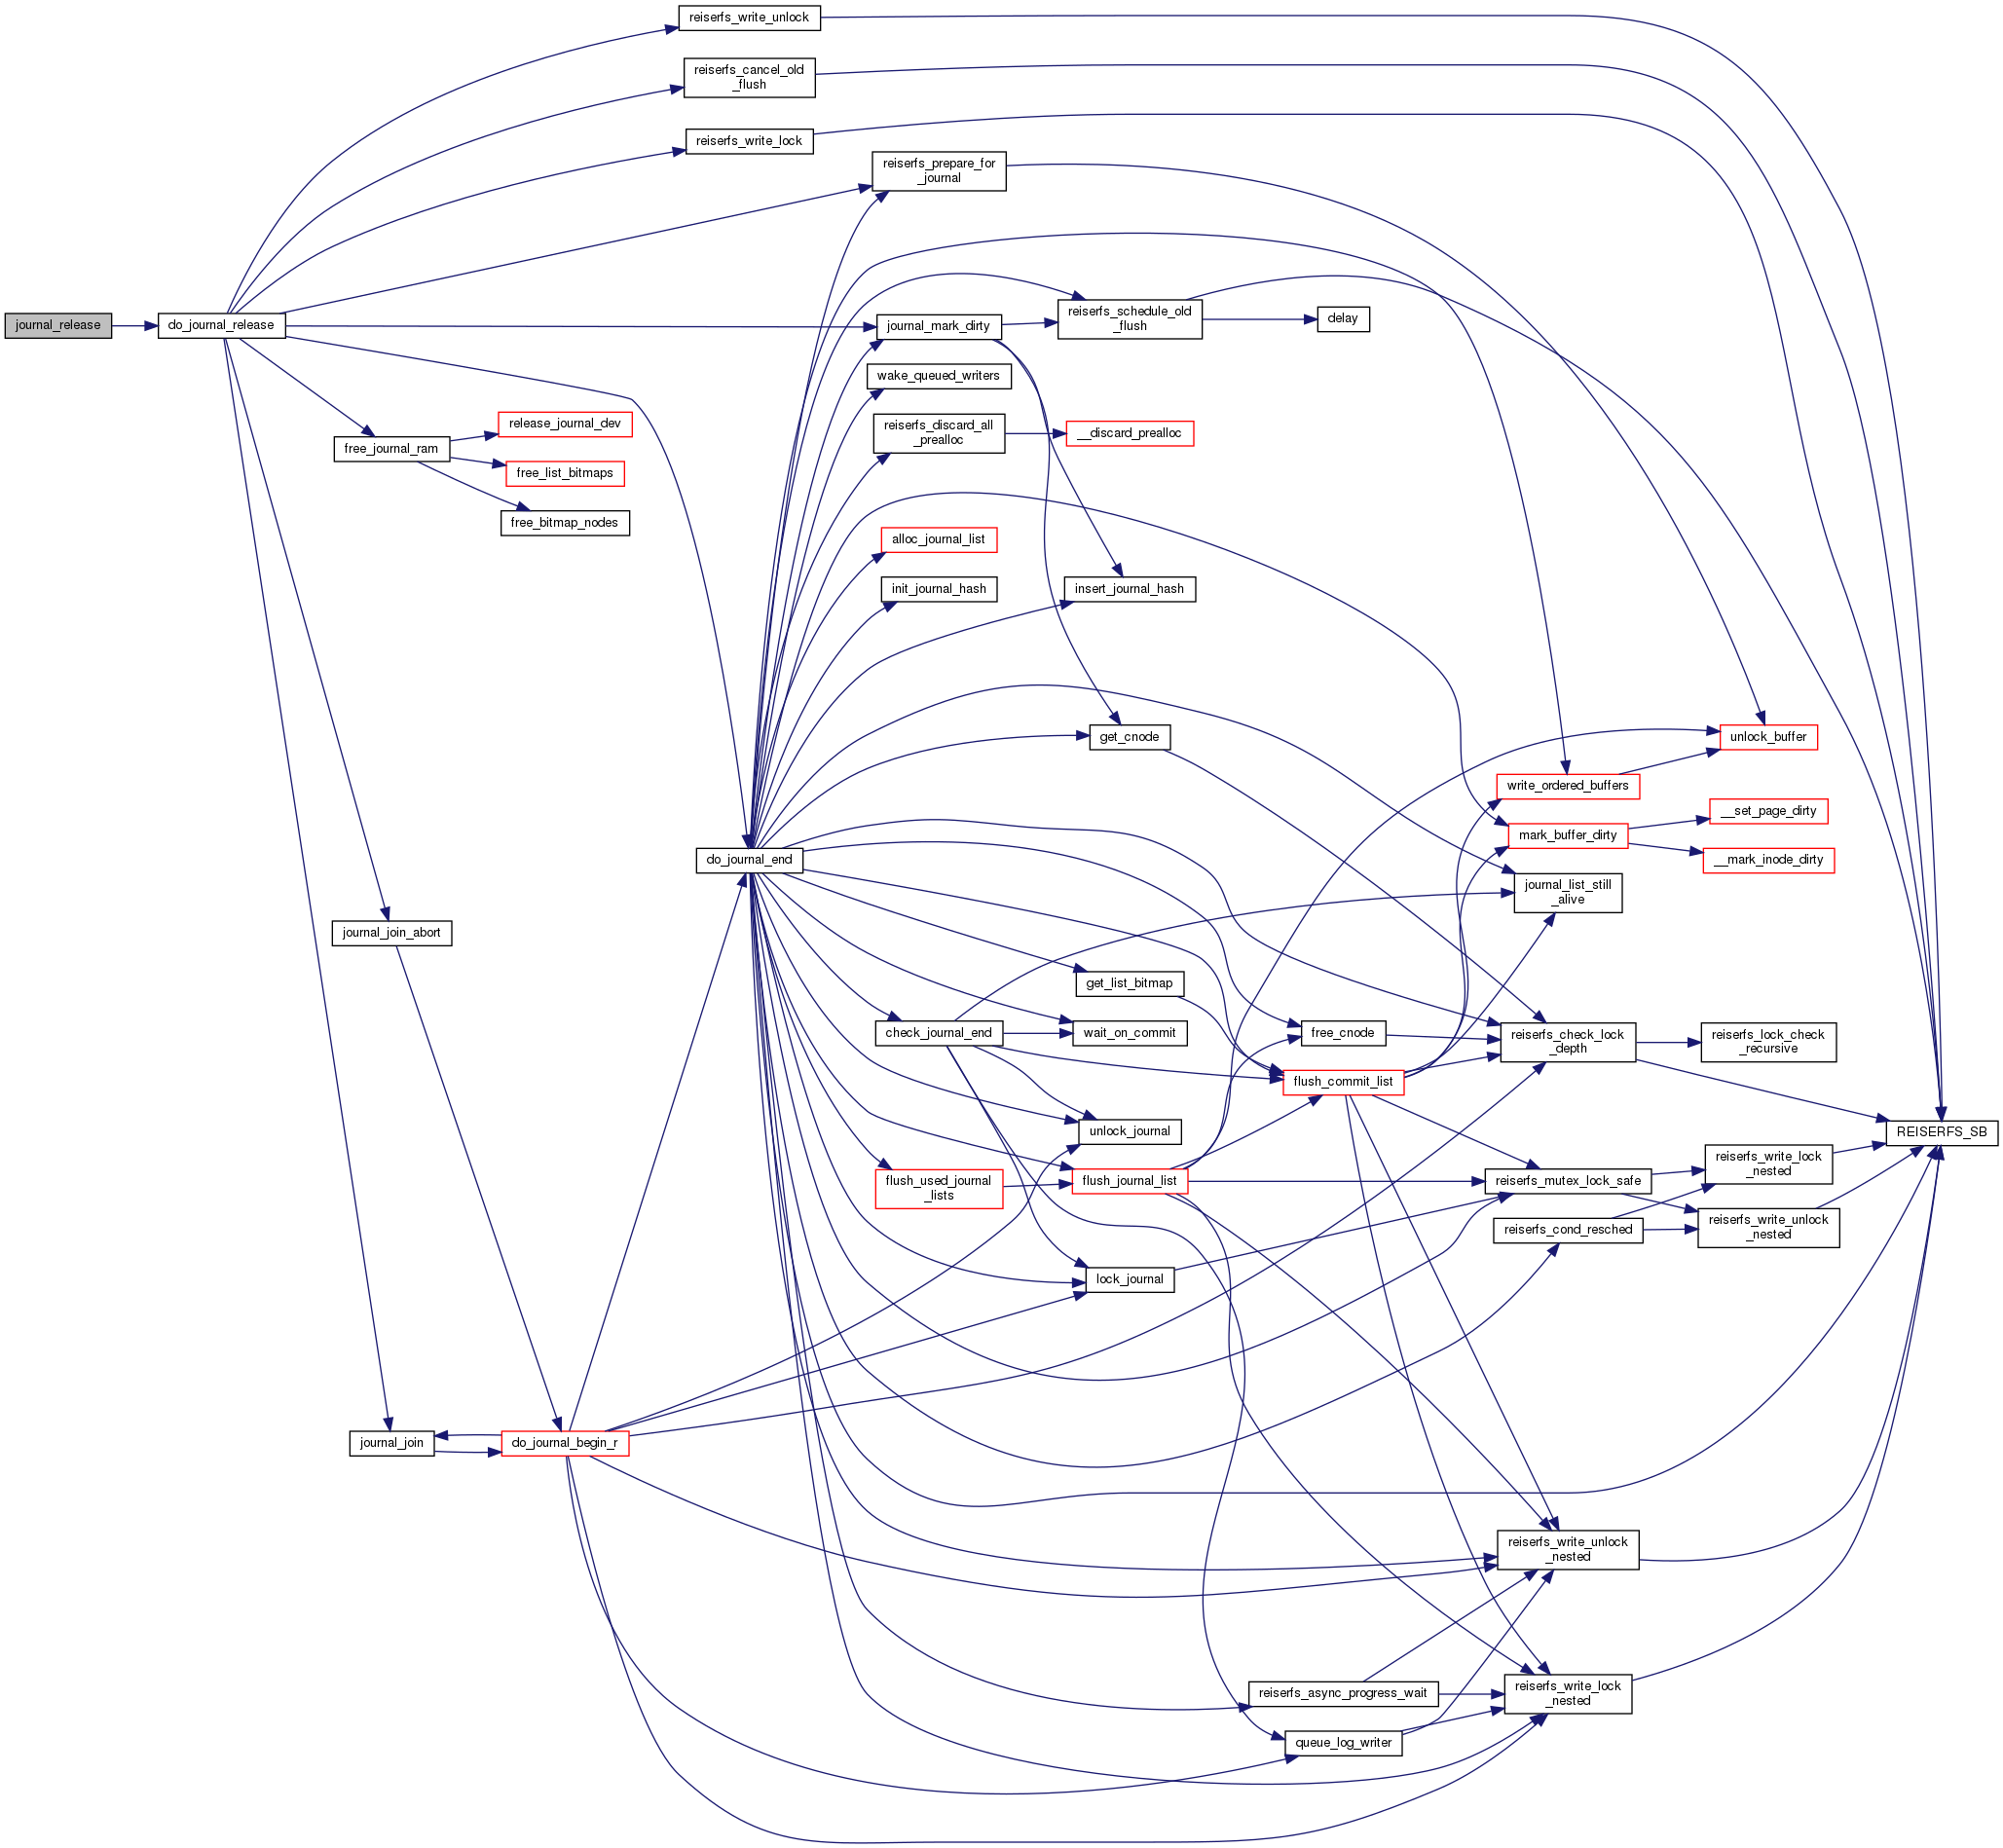 reiserfs_write_unlock
reiserfs_cancel_old
_flush
reiserfs_write_lock
reiserfs_prepare_for
_journal
journal_release
do_journal_release
journal_mark_dirty
reiserfs_schedule_old
_flush
delay
wake_queued_writers
release_journal_dev
reiserfs_discard_all
_prealloc
__discard_prealloc
free_journal_ram
free_list_bitmaps
free_bitmap_nodes
alloc_journal_list
init_journal_hash
insert_journal_hash
get_cnode
unlock_buffer
write_ordered_buffers
__set_page_dirty
mark_buffer_dirty
do_journal_end
__mark_inode_dirty
journal_list_still
_alive
journal_join_abort
get_list_bitmap
check_journal_end
wait_on_commit
free_cnode
reiserfs_check_lock
_depth
reiserfs_lock_check
_recursive
flush_commit_list
unlock_journal
REISERFS_SB
reiserfs_write_lock
_nested
flush_used_journal
_lists
flush_journal_list
reiserfs_mutex_lock_safe
reiserfs_cond_resched
reiserfs_write_unlock
_nested
lock_journal
journal_join
do_journal_begin_r
reiserfs_write_unlock
_nested
reiserfs_async_progress_wait
reiserfs_write_lock
_nested
queue_log_writer